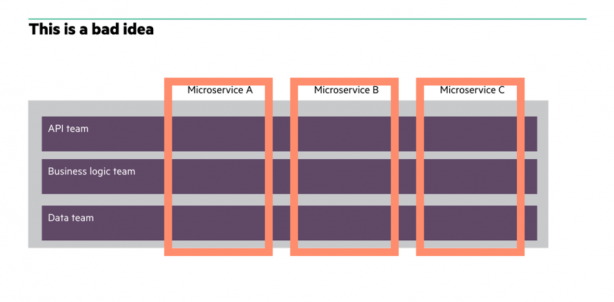 This is a bad idea
Microservice A
Microservice B
Microservice C
API team
Business logic team
Data team